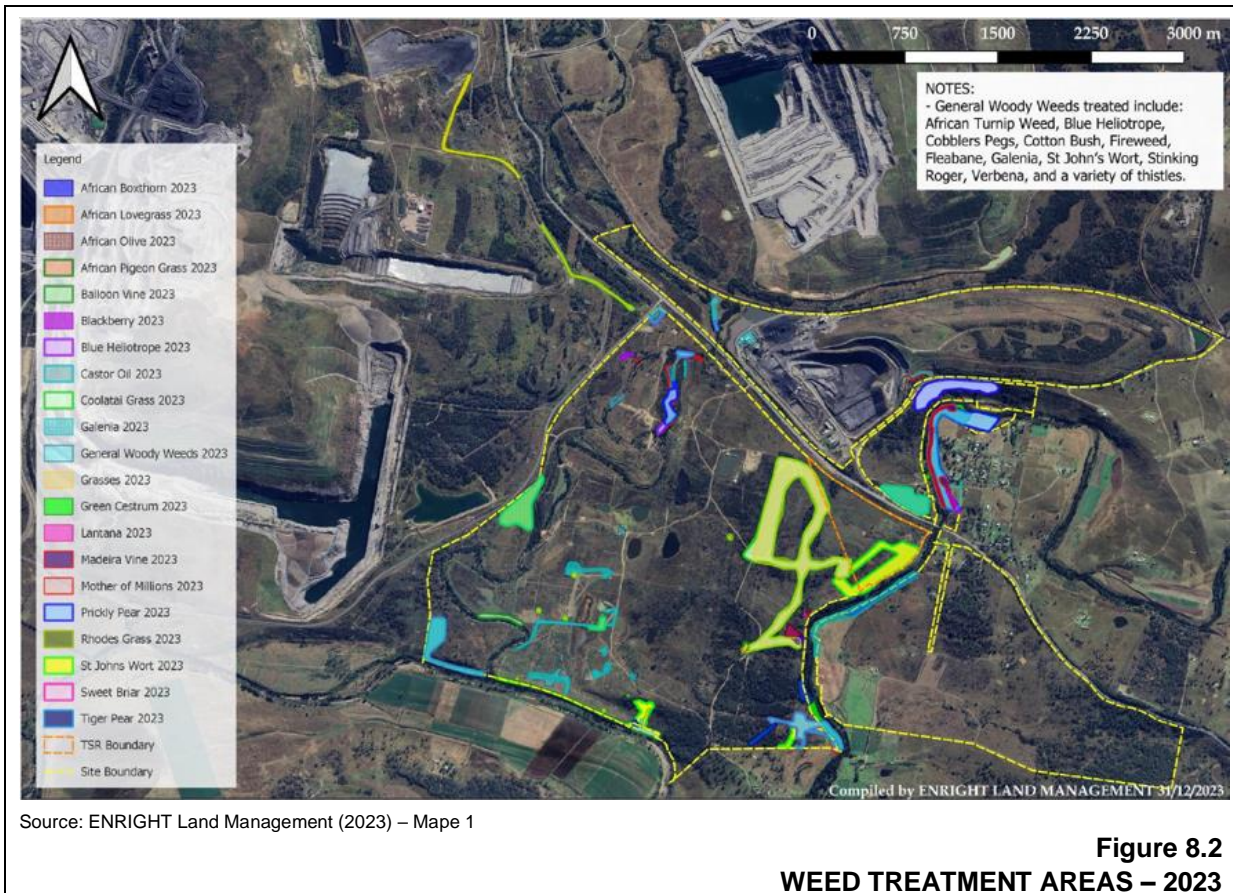 0 750 1500 2250 3000 m
NOTES:
- General Woody Weeds treated include:
African Turnip Weed, Blue Heliotrope,
Cobblers Pegs, Cotton Bush, Fireweed,
Fleabane, Galenia, St John's Wort, Stinking
Roger, Verbena, and a variety of thistles.
Legend
African Boxthorn 2023
African Lovegrass 2023
African Olive 2023
African Pigeon Grass 2023
Balloon Vine 2023
Blackberry 2023
Blue Heliotrope 2023
Castor Oil 2023
Coolatai Grass 2023
Galenia 2023
General Woody Weeds 2023
Grasses 2023
Green Cestrum 2023
Lantana 2023
Madeira Vine 2023
Mother of Millions 2023
Prickly Pear 2023
Rhodes Grass 2023
St Johns Wort 2023
Sweet Briar 2023
Tiger Pear 2023
TSR Boundary
Site Boundary
Compiled by ENRIGHT LAND MANAGEMENT 31/12/2023
Source: ENRIGHT Land Management (2023) – Mape 1
Figure 8.2
WEED TREATMENT AREAS – 2023